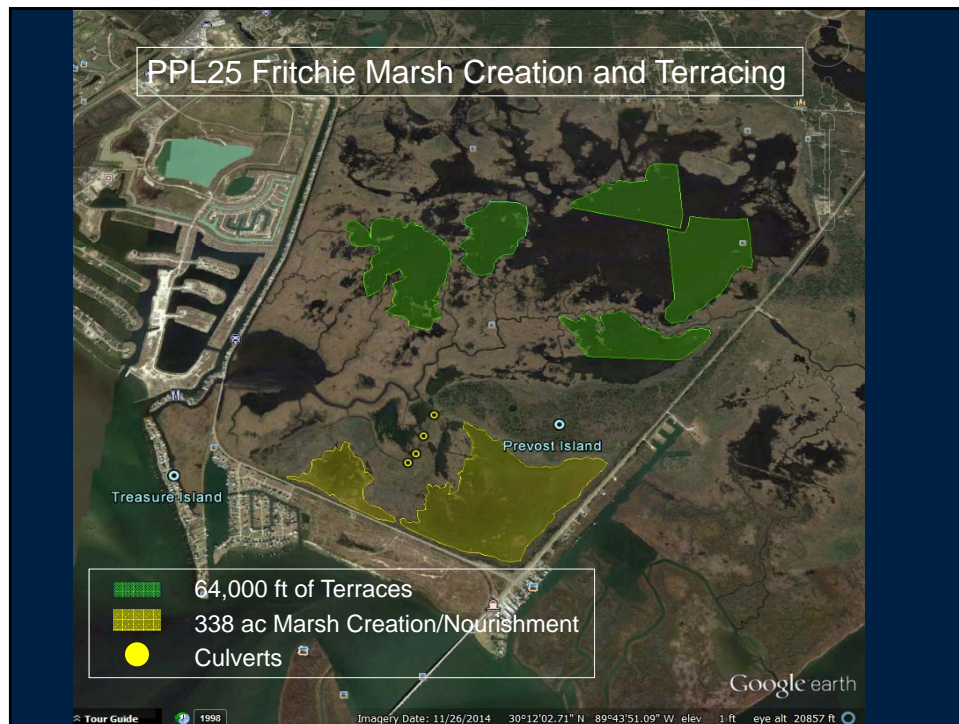 PPL25 Fritchie Marsh Creation and Terracing
Prevost Island
Treasure Island
64,000 ft of Terraces
338 ac Marsh Creation/Nourishment
Culverts
Google earth
Tour Guide
1998
Imagery Date: 11/26/2014 30°12'02.71" N 89°43'51.09" W elev 1 ft eye alt 20857 ft